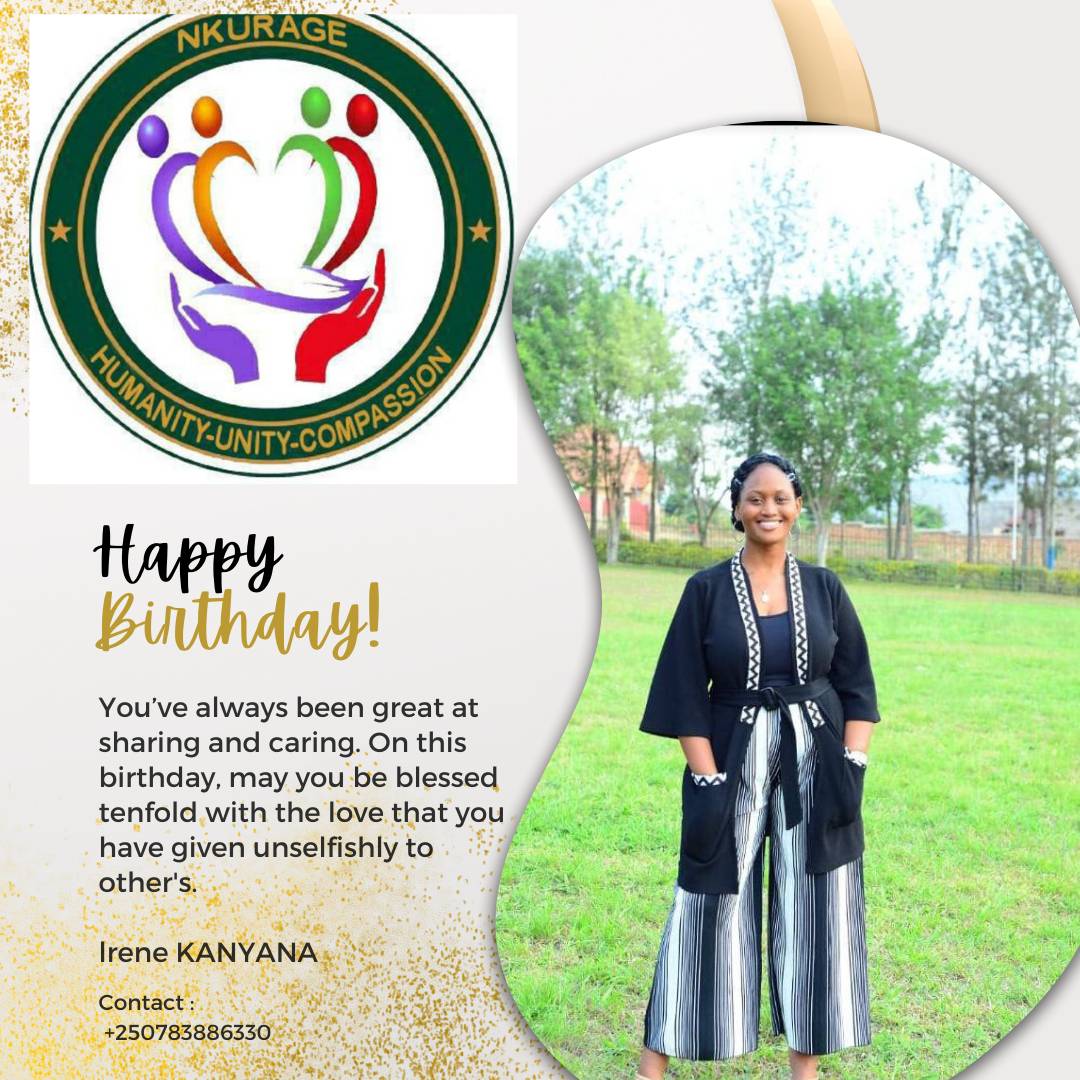 NKURAGE
HUMANITY-UNITY-COMPASSION
Happy
Birthday!
You’ve always been great at
sharing and caring. On this
birthday, may you be blessed
tenfold with the love that you
have given unselfishly to
other's.
Irene KANYANA
Contact :
+250783886330